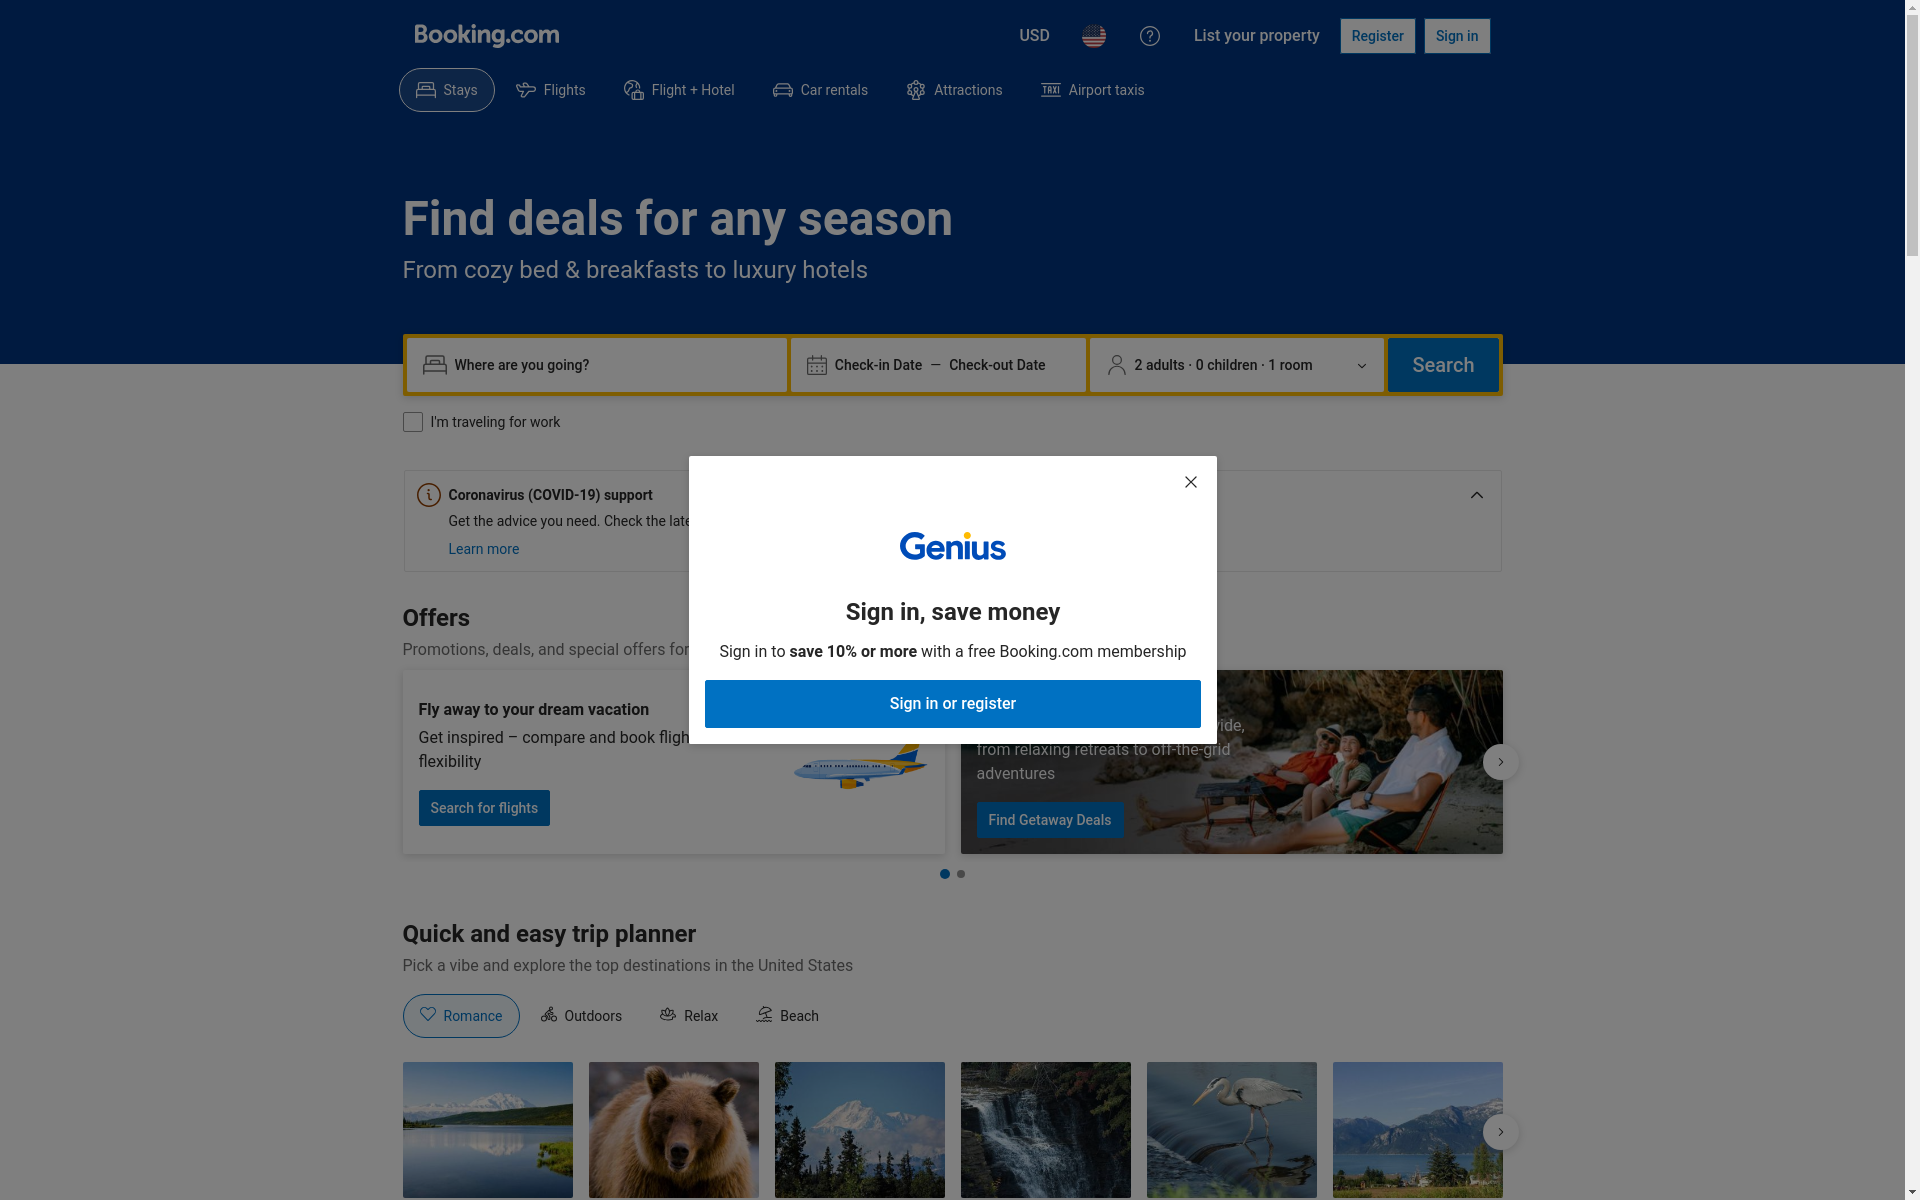 Booking.com
USD
List your property
Register
Sign in
Stays
Flights
Flight + Hotel
Car rentals
Attractions
TAXI
Airport taxis
Find deals for any season
From cozy bed & breakfasts to luxury hotels
Where are you going?
Check-in Date — Check-out Date
2 adults · 0 children · 1 room
Search
I'm traveling for work
Coronavirus (COVID-19) support
Get the advice you need. Check the late
Learn more
Genius
Sign in, save money
Sign in to save 10% or more with a free Booking.com membership
Sign in or register
Offers
Promotions, deals, and special offers for
Fly away to your dream vacation
Get inspired – compare and book fligh
flexibility
Search for flights
vide,
from relaxing retreats to off-the-grid
adventures
Find Getaway Deals
Quick and easy trip planner
Pick a vibe and explore the top destinations in the United States
Romance
Outdoors
Relax
Beach